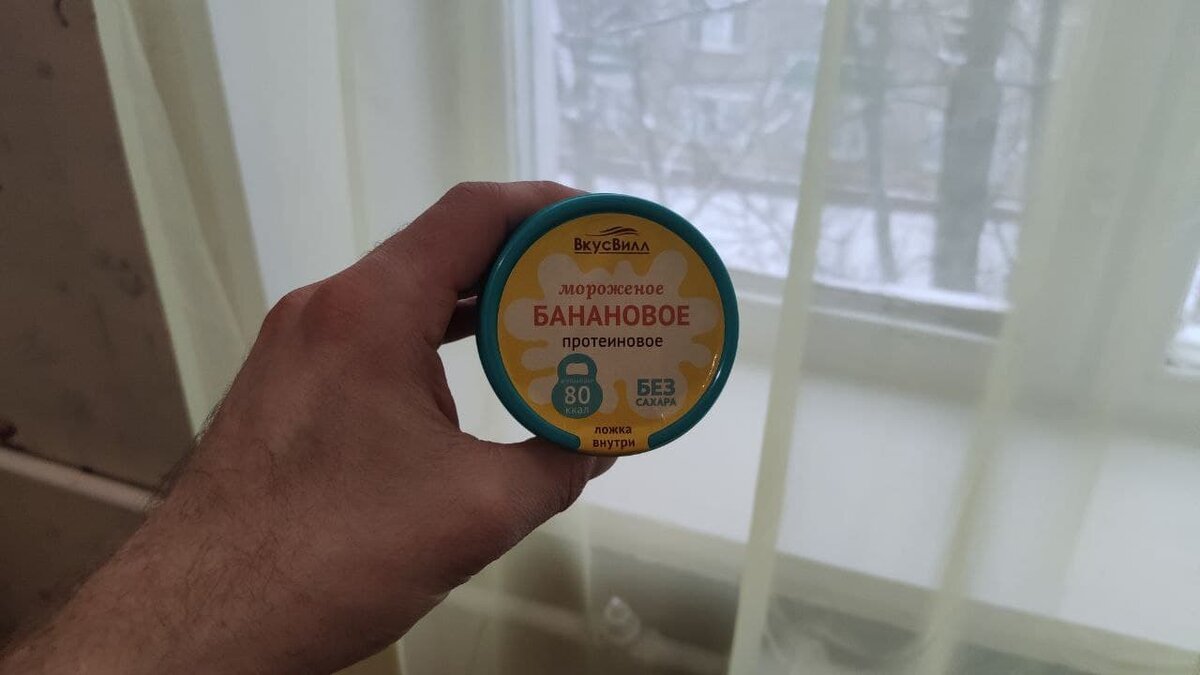 ВкусВилл
мороженое
БАНАНОВОЕ
протеиновое
80
ккал
БЕЗ
САХАРА
ложка
внутри